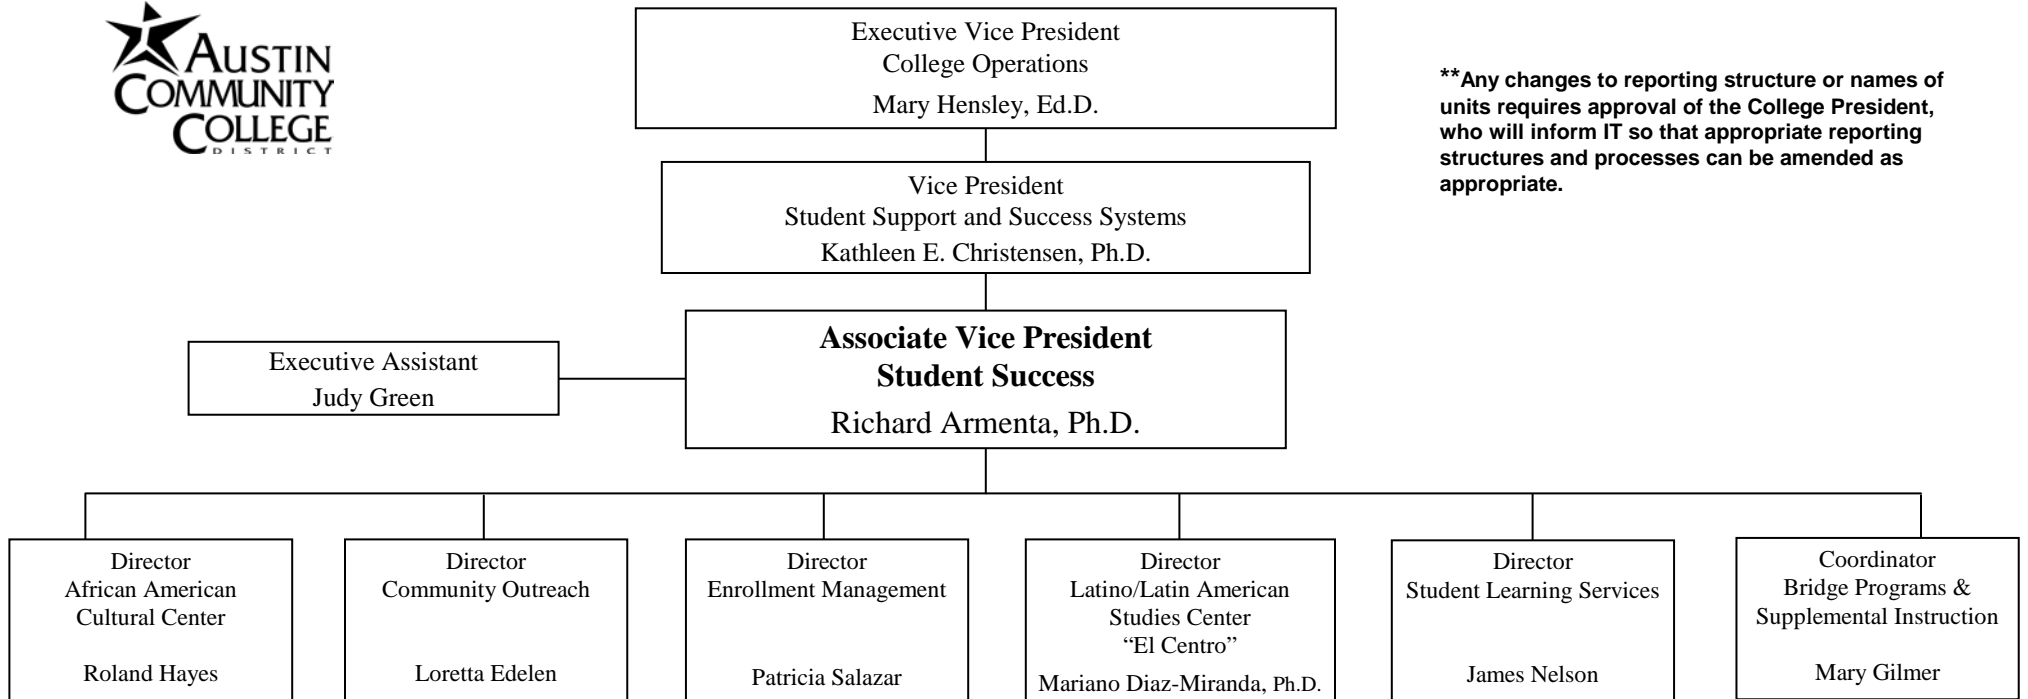 AUSTIN
COMMUNITY
COLLEGE
DISTRICT
Executive Vice President
College Operations
Mary Hensley, Ed.D.
**Any changes to reporting structure or names of
units requires approval of the College President,
who will inform IT so that appropriate reporting
structures and processes can be amended as
appropriate.
Vice President
Student Support and Success Systems
Kathleen E. Christensen, Ph.D.
Associate Vice President
Student Success
Richard Armenta, Ph.D.
Executive Assistant
Judy Green
Director
African American
Cultural Center
Roland Hayes
Director
Community Outreach
Loretta Edelen
Director
Enrollment Management
Patricia Salazar
Director
Latino/Latin American
Studies Center
“El Centro”
Mariano Diaz-Miranda, Ph.D.
Director
Student Learning Services
James Nelson
Coordinator
Bridge Programs &
Supplemental Instruction
Mary Gilmer